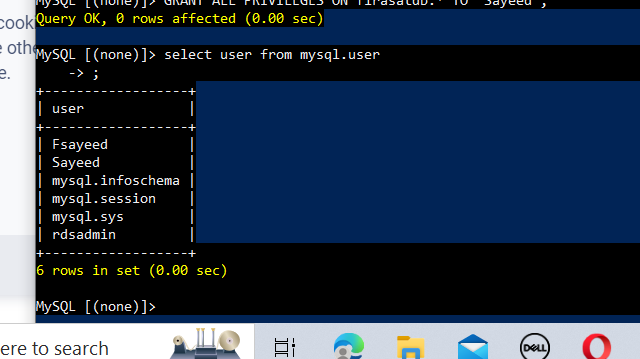 cook
MySQL [(none)]> GRANT ALL PRIVILEGES ON firasatdb.* TO 'Sayeed';
Query OK, 0 rows affected (0.00 sec)
e othe
e.
MySQL [(none)]> select user from mysql.user
    -> ;
+------------------+
| user             |
+------------------+
| Fsayeed          |
| Sayeed           |
| mysql.infoschema |
| mysql.session    |
| mysql.sys        |
| rdsadmin         |
+------------------+
6 rows in set (0.00 sec)
MySQL [(none)]>
ere to search
DELL